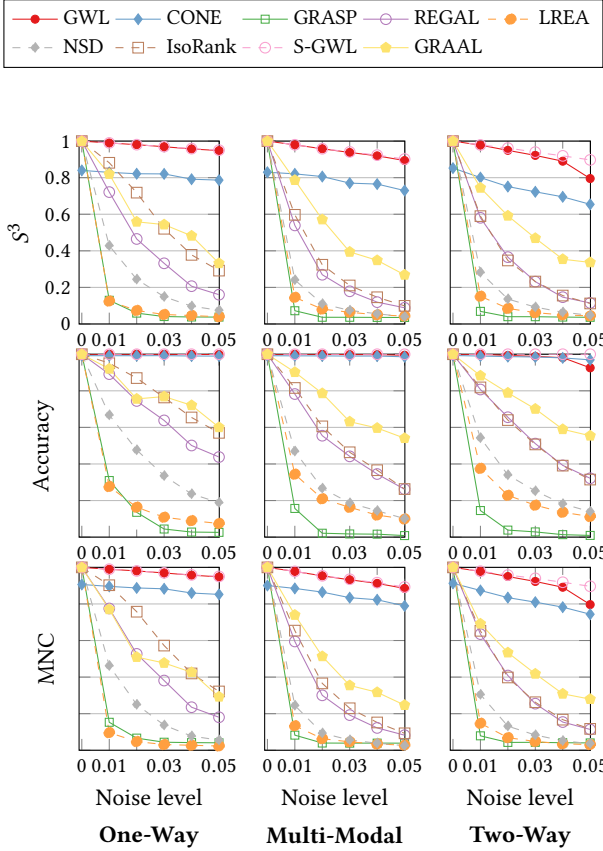 GWL CONE GRASP REGAL LREA
NSD IsoRank S-GWL GRAAL
1
0.8
0.6
0.4
0.2
0
S³
0 0.01 0.03 0.05 0 0.01 0.03 0.05 0 0.01 0.03 0.05
Accuracy
0 0.01 0.03 0.05 0 0.01 0.03 0.05 0 0.01 0.03 0.05
MNC
0 0.01 0.03 0.05 0 0.01 0.03 0.05 0 0.01 0.03 0.05
Noise level Noise level Noise level
One-Way Multi-Modal Two-Way